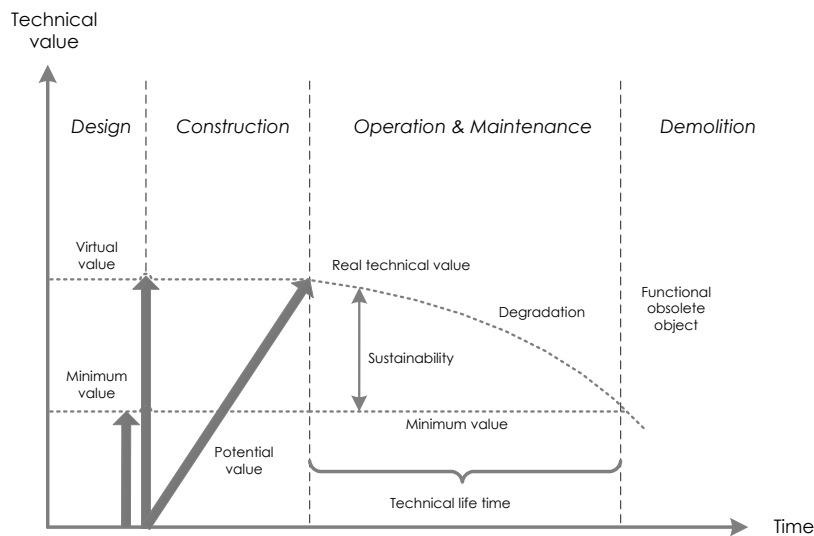 Technical
value
Design
Construction
Operation & Maintenance
Demolition
Virtual
value
Real technical value
Functional
obsolete
object
Degradation
Sustainability
Minimum
value
Minimum value
Potential
value
Technical life time
Time